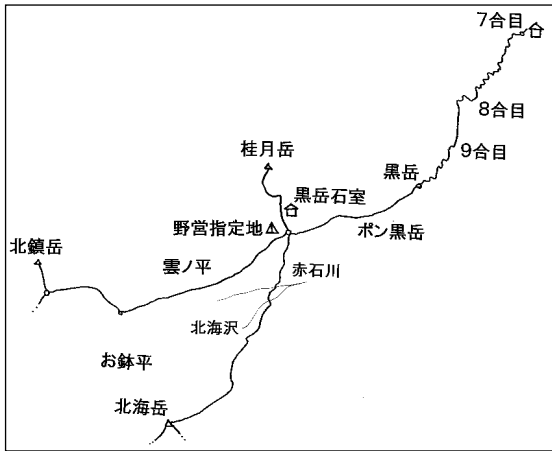 7合目
8合目
9合目
桂月岳
黒岳
黒岳石室
ポン黒岳
野営指定地
北鎮岳
雲ノ平
赤石川
北海沢
お鉢平
北海岳